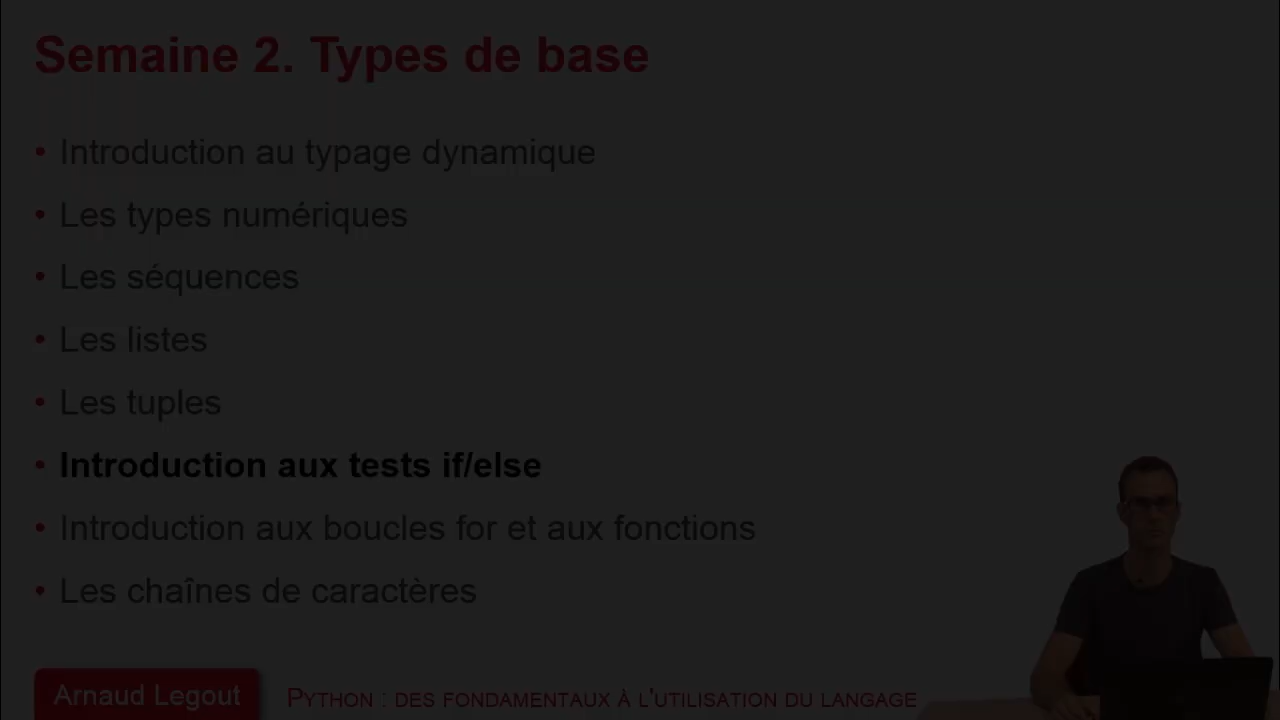 Semaine 2. Types de base
• Introduction au typage dynamique
• Les types numériques
• Les séquences
• Les listes
• Les tuples
• Introduction aux tests if/else
• Introduction aux boucles for et aux fonctions
• Les chaînes de caractères
Arnaud Legout
PYTHON : DES FONDAMENTAUX À L'UTILISATION DU LANGAGE